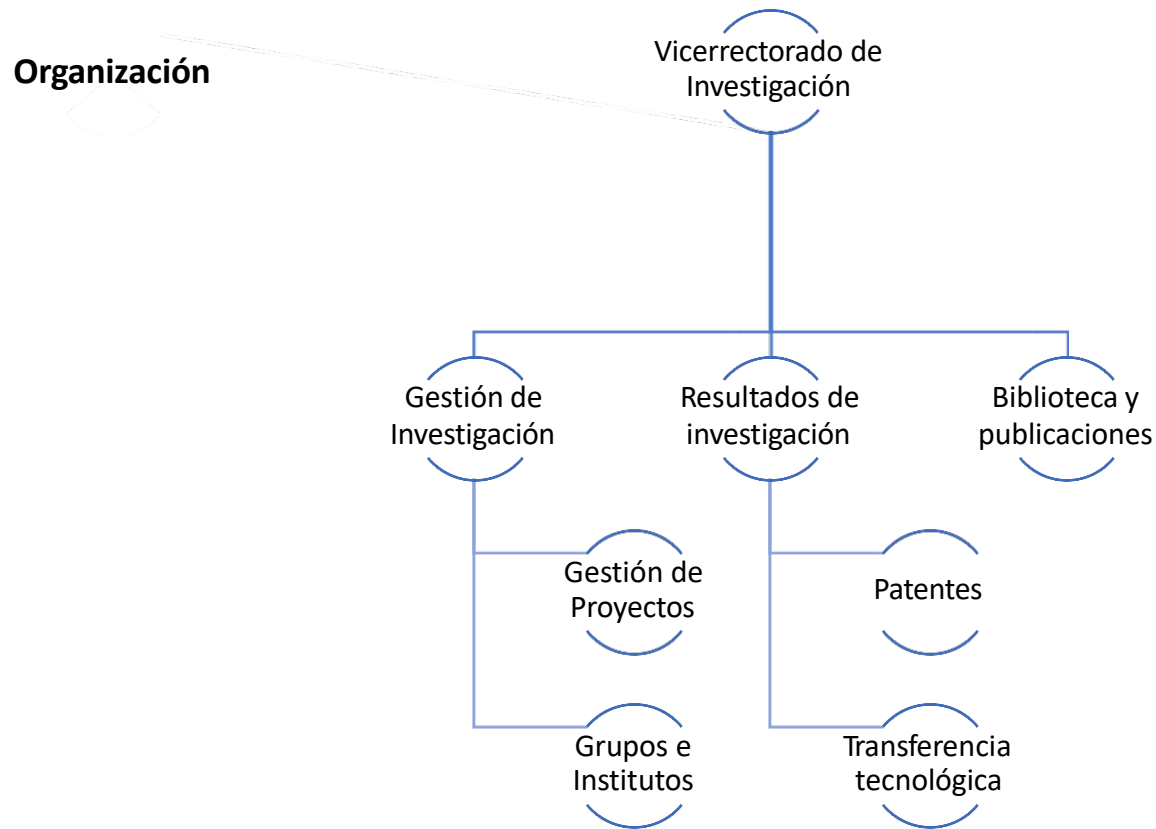 Organización
Vicerrectorado de
Investigación
Gestión de
Investigación
Resultados de
investigación
Biblioteca y
publicaciones
Gestión de
Proyectos
Patentes
Grupos e
Institutos
Transferencia
tecnológica